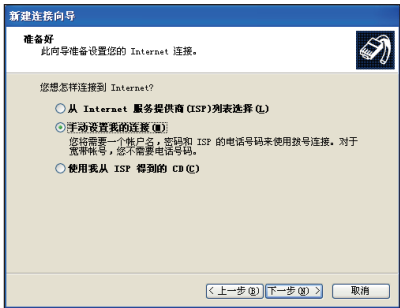 新建连接向导
准备好
此向导准备设置您的 Internet 连接。
您想怎样连接到 Internet?
从 Internet 服务提供商(ISP)列表选择(L)
手动设置我的连接(M)
您将需要一个帐户名，密码和 ISP 的电话号码来使用拨号连接。对于
宽带帐号，您不需要电话号码。
使用我从 ISP 得到的 CD(C)
< 上一步(B) 下一步(N) > 取消